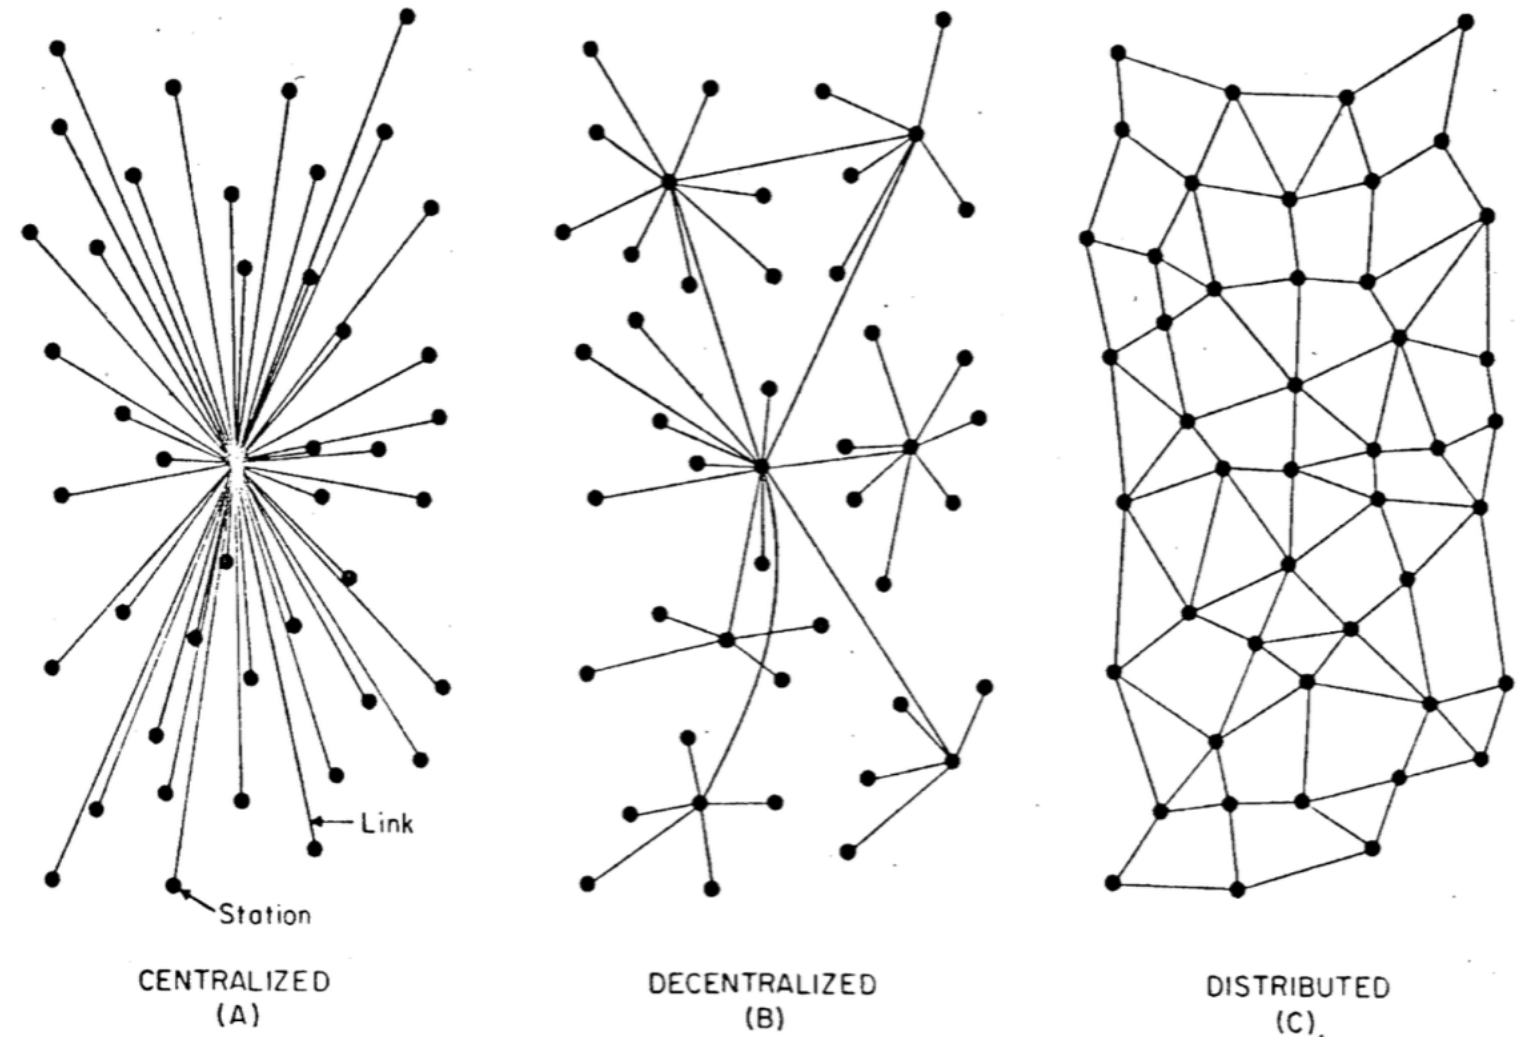 Link
Station
CENTRALIZED
(A)
DECENTRALIZED
(B)
DISTRIBUTED
(C)